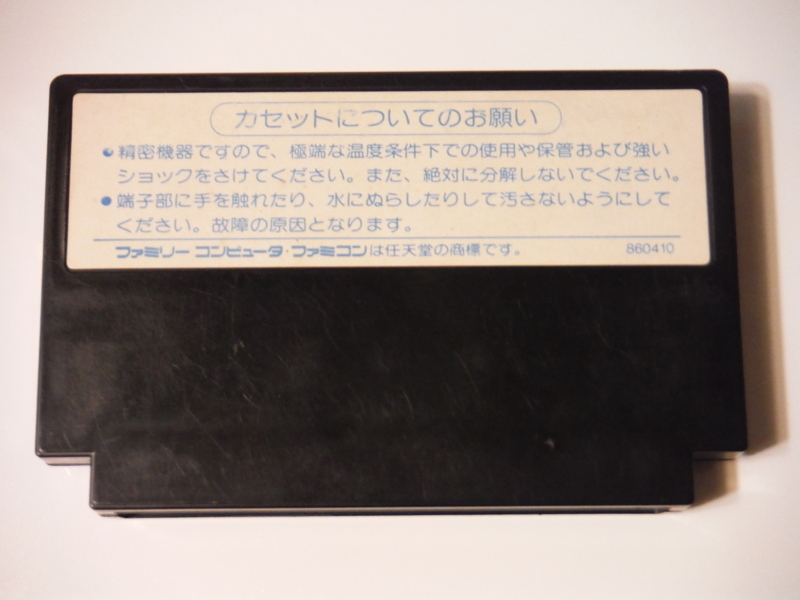 カセットについてのお願い
●精密機器ですので、極端な温度条件下での使用や保管および強い
ショックをさけてください。また、絶対に分解しないでください。
●端子部に手を触れたり、水にぬらしたりして汚さないようにして
ください。故障の原因となります。
ファミリーコンピュータ・ファミコンは任天堂の商標です。 860410